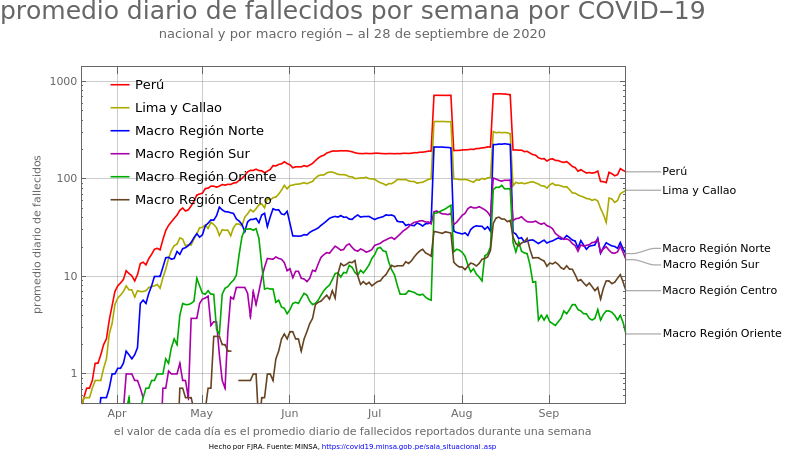 promedio diario de fallecidos por semana por COVID‒19
nacional y por macro región ‒ al 28 de septiembre de 2020
promedio diario de fallecidos
1000
100
10
1
Perú
Lima y Callao
Macro Región Norte
Macro Región Sur
Macro Región Oriente
Macro Región Centro
Perú
Lima y Callao
Macro Región Norte
Macro Región Sur
Macro Región Centro
Macro Región Oriente
Apr May Jun Jul Aug Sep
el valor de cada día es el promedio diario de fallecidos reportados durante una semana
Hecho por FJRA. Fuente: MINSA, https://covid19.minsa.gob.pe/sala_situacional.asp